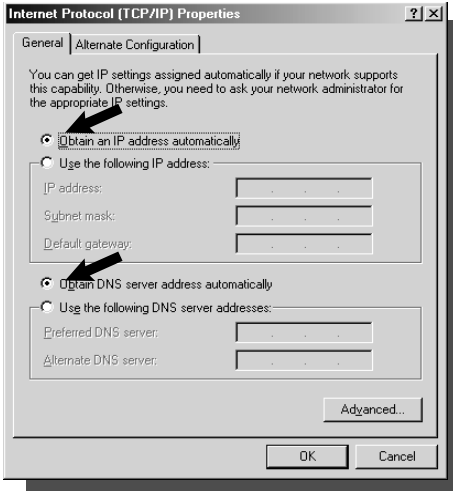 Internet Protocol (TCP/IP) Properties
General
Alternate Configuration
You can get IP settings assigned automatically if your network supports
this capability. Otherwise, you need to ask your network administrator for
the appropriate IP settings.
Obtain an IP address automatically
Use the following IP address:
IP address:
Subnet mask:
Default gateway:
Obtain DNS server address automatically
Use the following DNS server addresses:
Preferred DNS server:
Alternate DNS server:
Advanced...
OK
Cancel